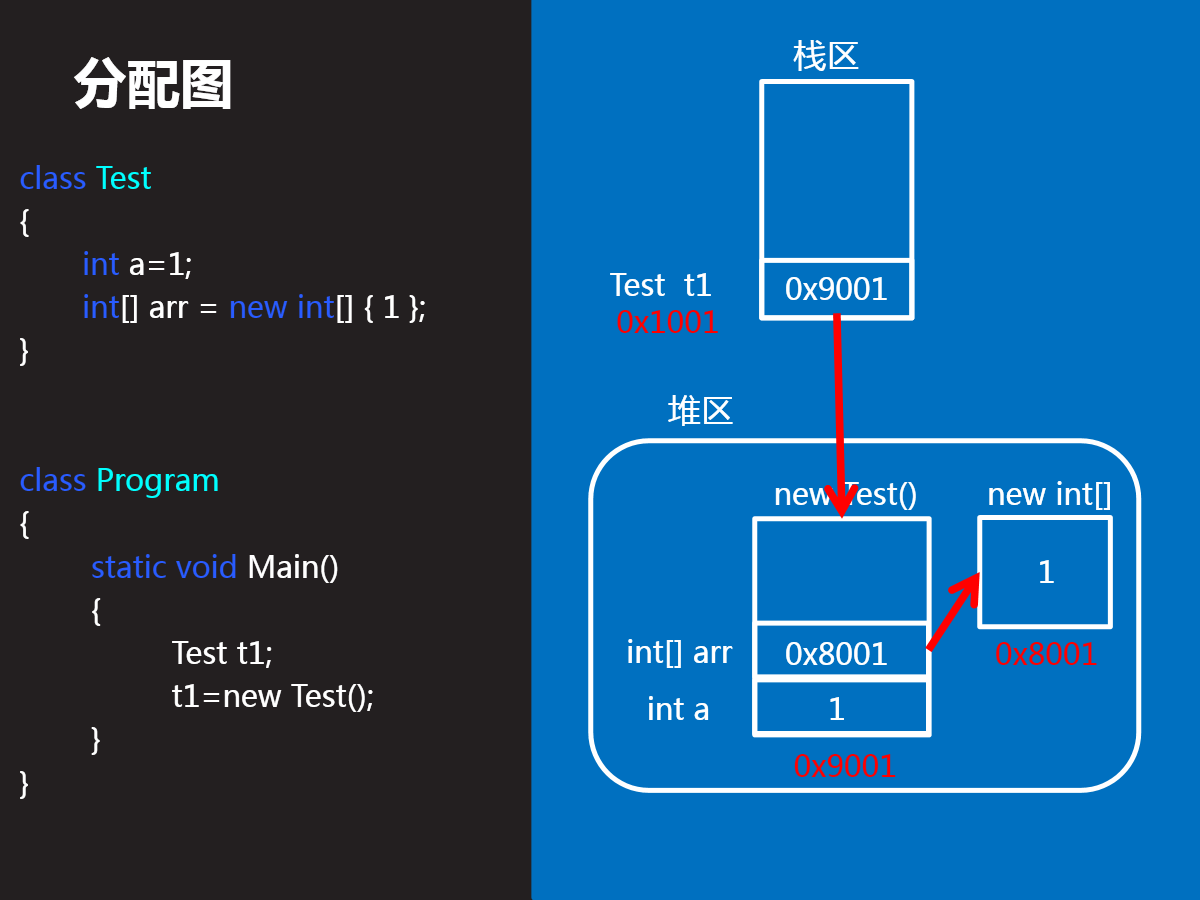 分配图
class Test
{
int a=1;
int[] arr = new int[] { 1 };
}
class Program
{
static void Main()
{
Test t1;
t1=new Test();
}
}
栈区
Test t1
0x9001
0x1001
堆区
new Test()
new int[]
1
int[] arr
0x8001
0x8001
int a
1
0x9001